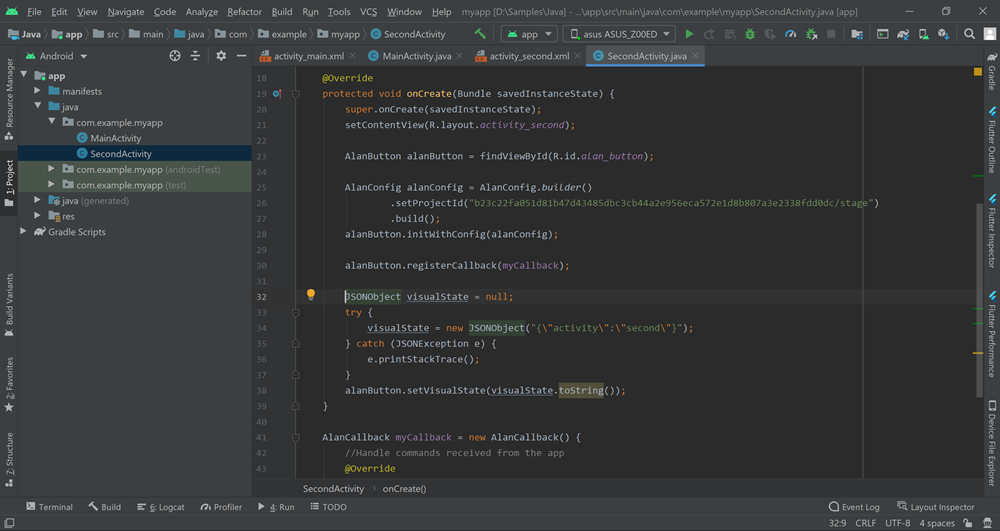 File Edit View Navigate Code Analyze Refactor Build Run Tools VCS Window Help myapp [D:\Samples\Java] - ...\app\src\main\java\com\example\myapp\SecondActivity.java [app]
Java app src main java com example myapp SecondActivity app asus ASUS_Z00ED
Android
activity_main.xml MainActivity.java activity_second.xml SecondActivity.java
Resource Manager
1: Project
Build Variants
2: Favorites
7: Structure
app
manifests
java
com.example.myapp
MainActivity
SecondActivity
com.example.myapp (androidTest)
com.example.myapp (test)
java (generated)
res
Gradle Scripts
18 @Override
19 protected void onCreate(Bundle savedInstanceState) {
20 super.onCreate(savedInstanceState);
21 setContentView(R.layout.activity_second);
22
23 AlanButton alanButton = findViewById(R.id.alan_button);
24
25 AlanConfig alanConfig = AlanConfig.builder()
26 .setProjectId("b23c22fa051d81b47d43485dbc3cb44a2e956eca572e1d8b807a3e2338fdd0dc/stage")
27 .build();
28 alanButton.initWithConfig(alanConfig);
29
30 alanButton.registerCallback(myCallback);
31
32 JSONObject visualState = null;
33 try {
34 visualState = new JSONObject("{\"activity\":\"second\"}");
35 } catch (JSONException e) {
36 e.printStackTrace();
37 }
38 alanButton.setVisualState(visualState.toString());
39 }
40
41 AlanCallback myCallback = new AlanCallback() {
42 //Handle commands received from the app
43 @Override
SecondActivity onCreate()
Gradle
Flutter Outline
Flutter Inspector
Flutter Performance
Device File Explorer
Terminal Build 6: Logcat Profiler 4: Run TODO Event Log Layout Inspector
32:9 CRLF UTF-8 4 spaces